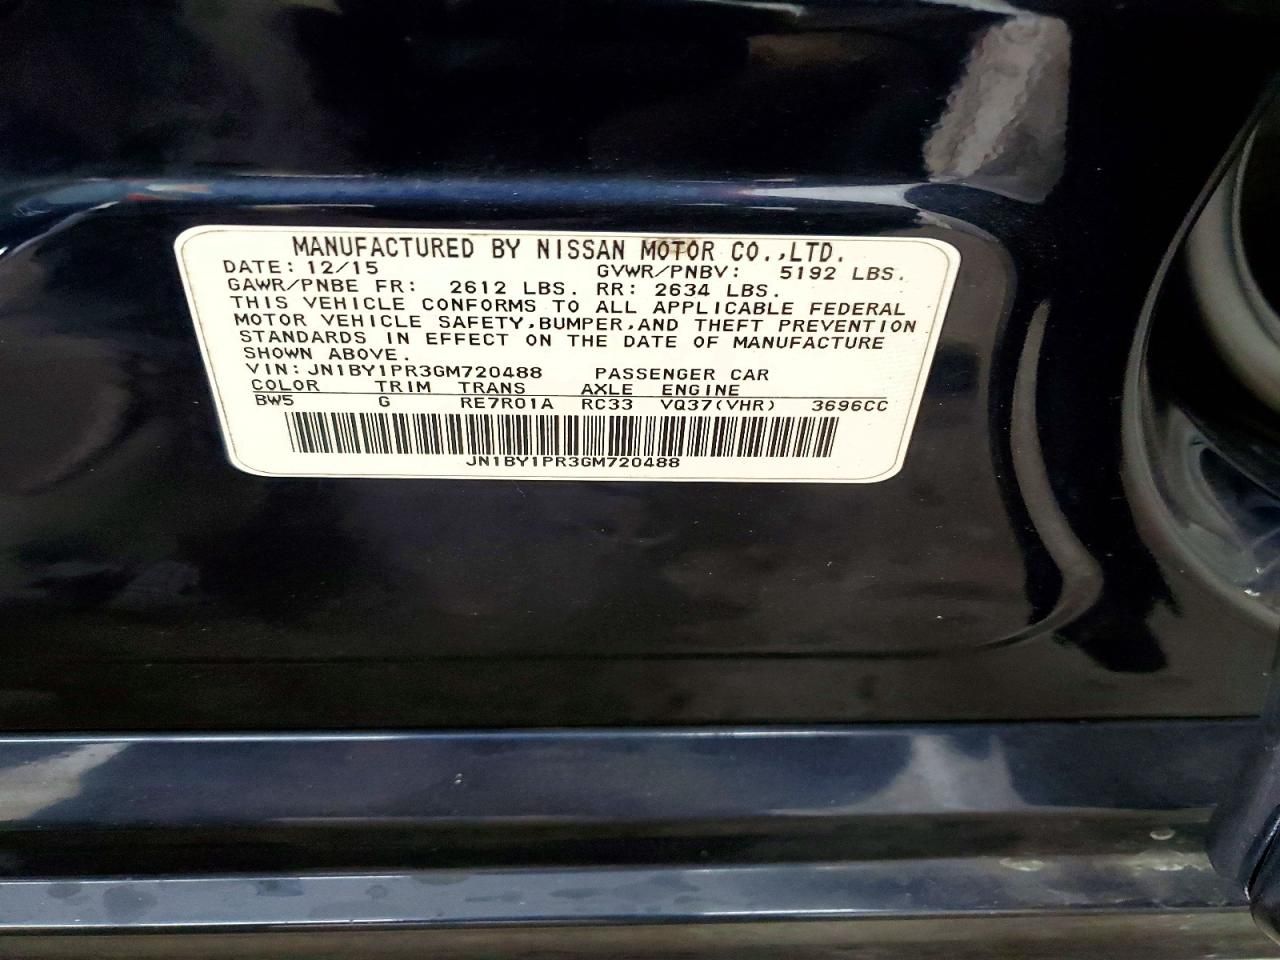 MANUFACTURED BY NISSAN MOTOR CO.,LTD.
DATE: 12/15 GVWR/PNBV: 5192 LBS.
GAWR/PNBE FR: 2612 LBS. RR: 2634 LBS.
THIS VEHICLE CONFORMS TO ALL APPLICABLE FEDERAL
MOTOR VEHICLE SAFETY,BUMPER,AND THEFT PREVENTION
STANDARDS IN EFFECT ON THE DATE OF MANUFACTURE
SHOWN ABOVE.
VIN: JN1BY1PR3GM720488 PASSENGER CAR
COLOR TRIM TRANS AXLE ENGINE
BW5 G RE7R01A RC33 VQ37(VHR) 3696CC
JN1BY1PR3GM720488